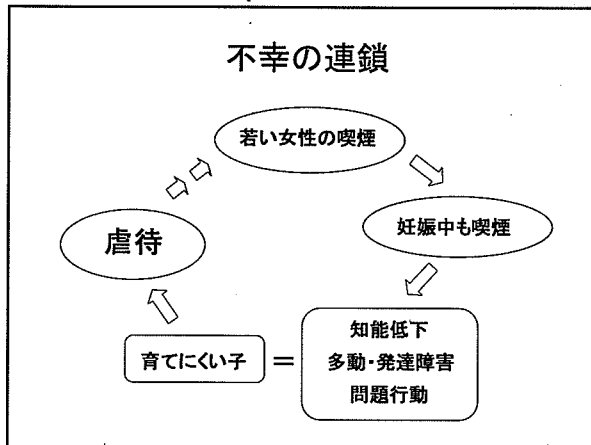 不幸の連鎖
若い女性の喫煙
妊娠中も喫煙
虐待
知能低下
育てにくい子 = 多動・発達障害
問題行動